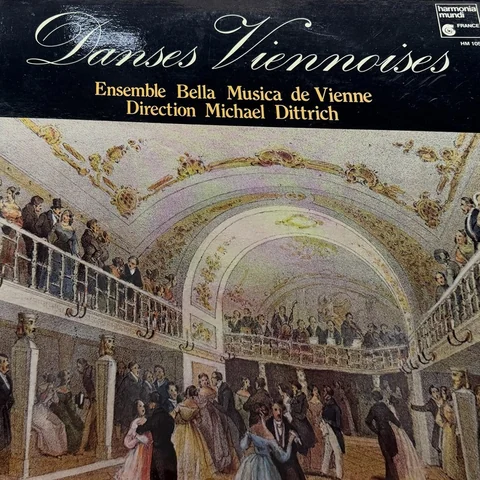 Danses Viennoises
harmonia
mundi
FRANCE
Ensemble Bella Musica de Vienne
Direction Michael Dittrich